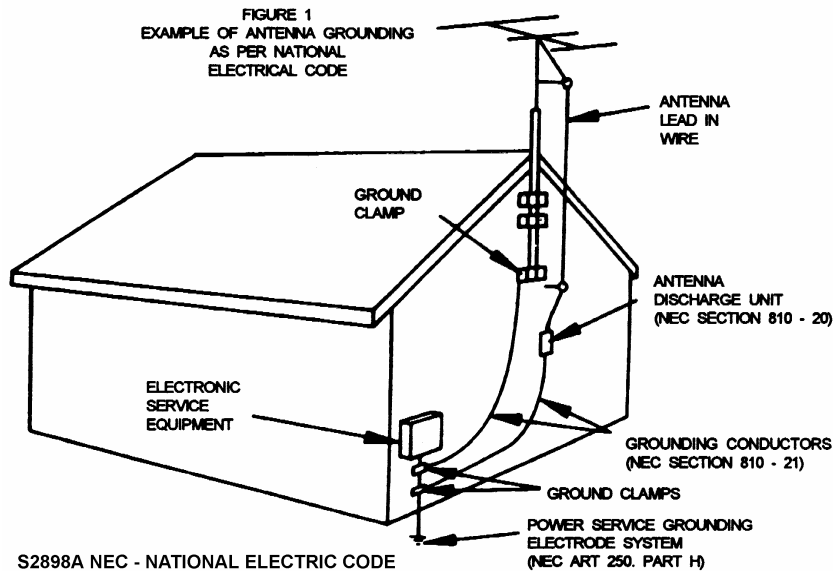 FIGURE 1
EXAMPLE OF ANTENNA GROUNDING
AS PER NATIONAL
ELECTRICAL CODE
ANTENNA
LEAD IN
WIRE
GROUND
CLAMP
ANTENNA
DISCHARGE UNIT
(NEC SECTION 810 - 20)
ELECTRONIC
SERVICE
EQUIPMENT
GROUNDING CONDUCTORS
(NEC SECTION 810 - 21)
GROUND CLAMPS
POWER SERVICE GROUNDING
ELECTRODE SYSTEM
(NEC ART 250. PART H)
S2898A NEC - NATIONAL ELECTRIC CODE